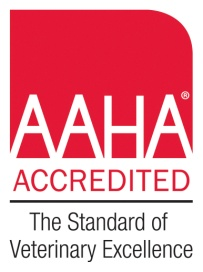 AAHA®
ACCREDITED
The Standard of
Veterinary Excellence